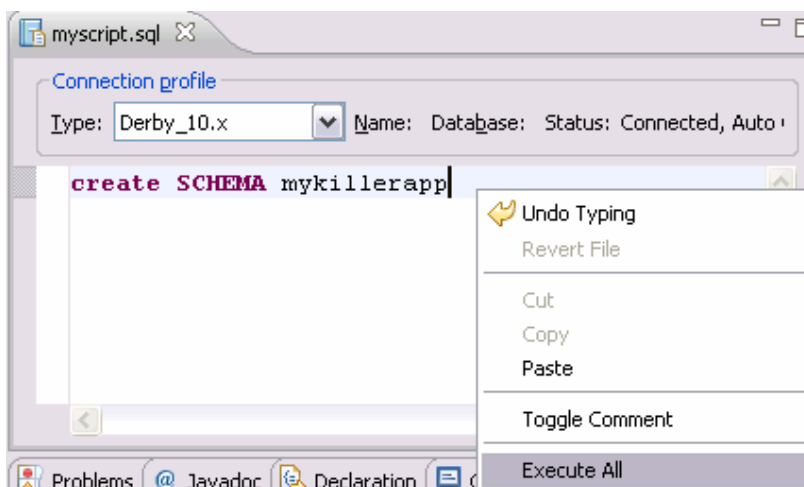 myscript.sql
Connection profile
Type: Derby_10.x Name: Database: Status: Connected, Auto
create SCHEMA mykillerapp
Undo Typing
Revert File
Cut
Copy
Paste
Toggle Comment
Execute All
Problems @ Javadoc Declaration